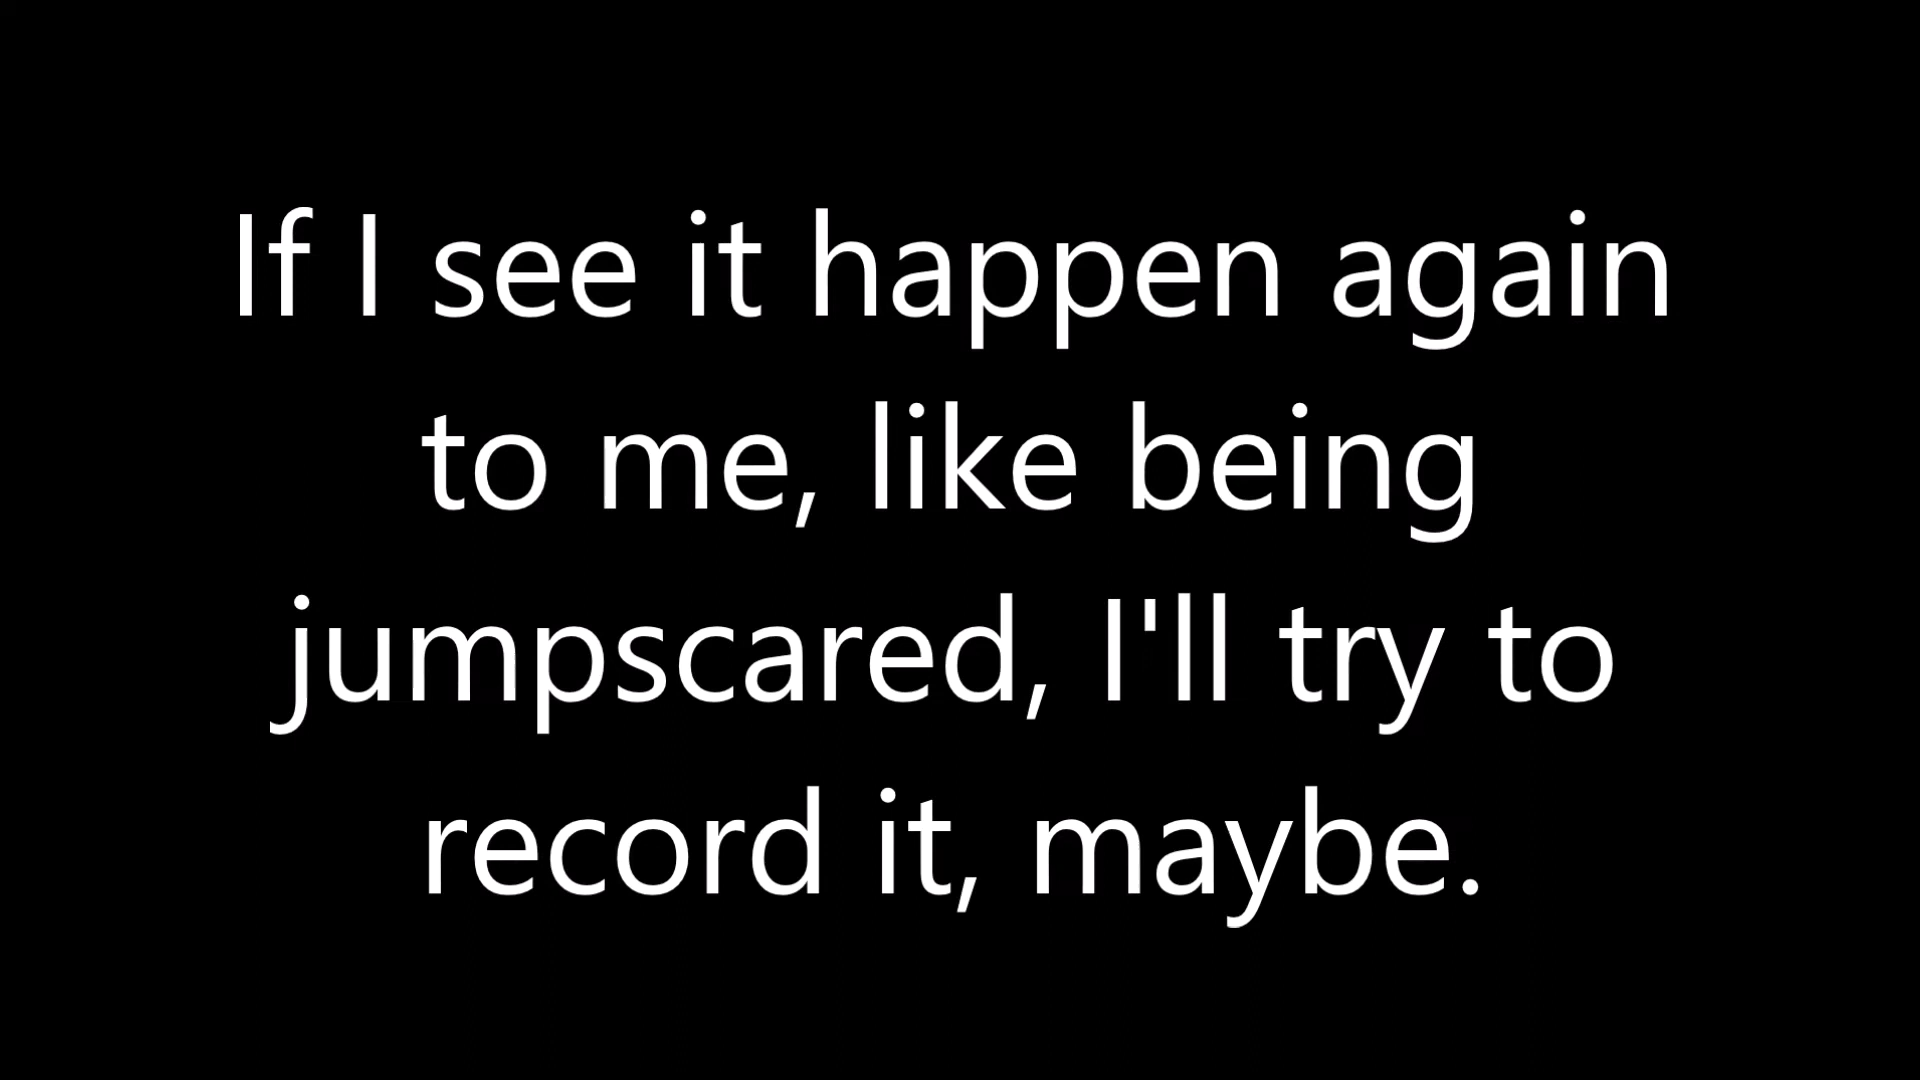 If I see it happen again
to me, like being
jumpscared, I'll try to
record it, maybe.